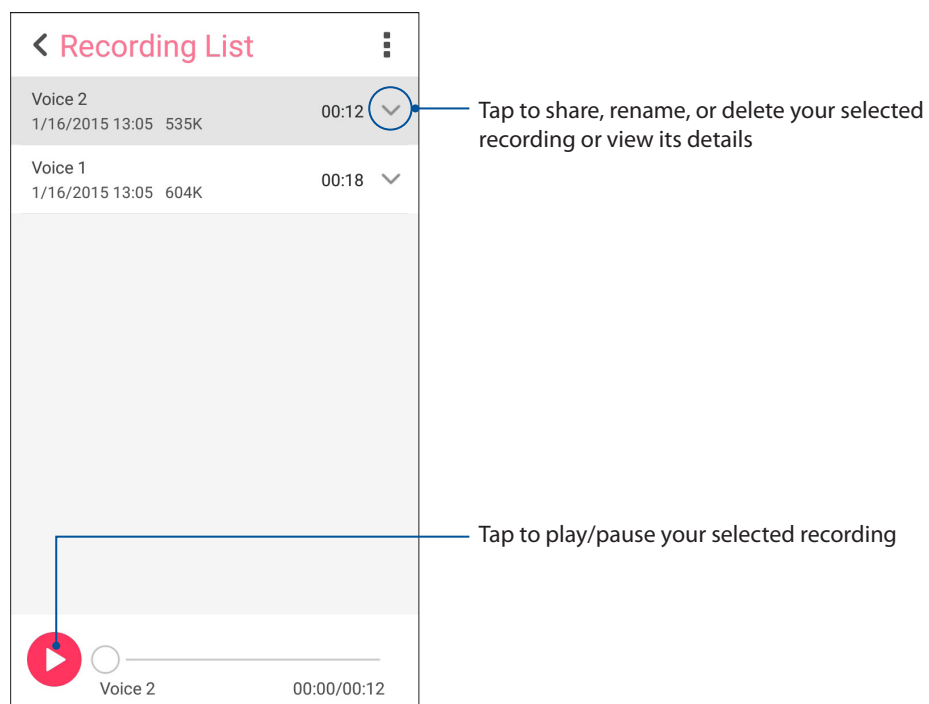 Recording List
Voice 2
1/16/2015 13:05 535K
00:12
Tap to share, rename, or delete your selected
recording or view its details
Voice 1
1/16/2015 13:05 604K
00:18
Tap to play/pause your selected recording
Voice 2
00:00/00:12